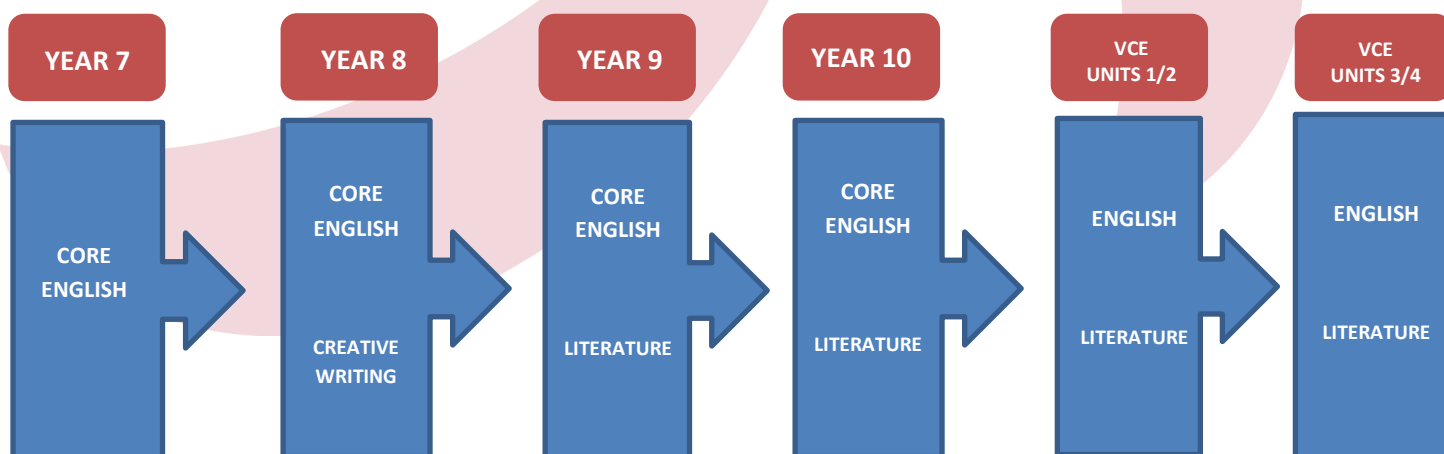 YEAR 7
YEAR 8
YEAR 9
YEAR 10
VCE
UNITS 1/2
VCE
UNITS 3/4
CORE
ENGLISH
CORE
ENGLISH
CREATIVE
WRITING
CORE
ENGLISH
LITERATURE
CORE
ENGLISH
LITERATURE
ENGLISH
LITERATURE
ENGLISH
LITERATURE